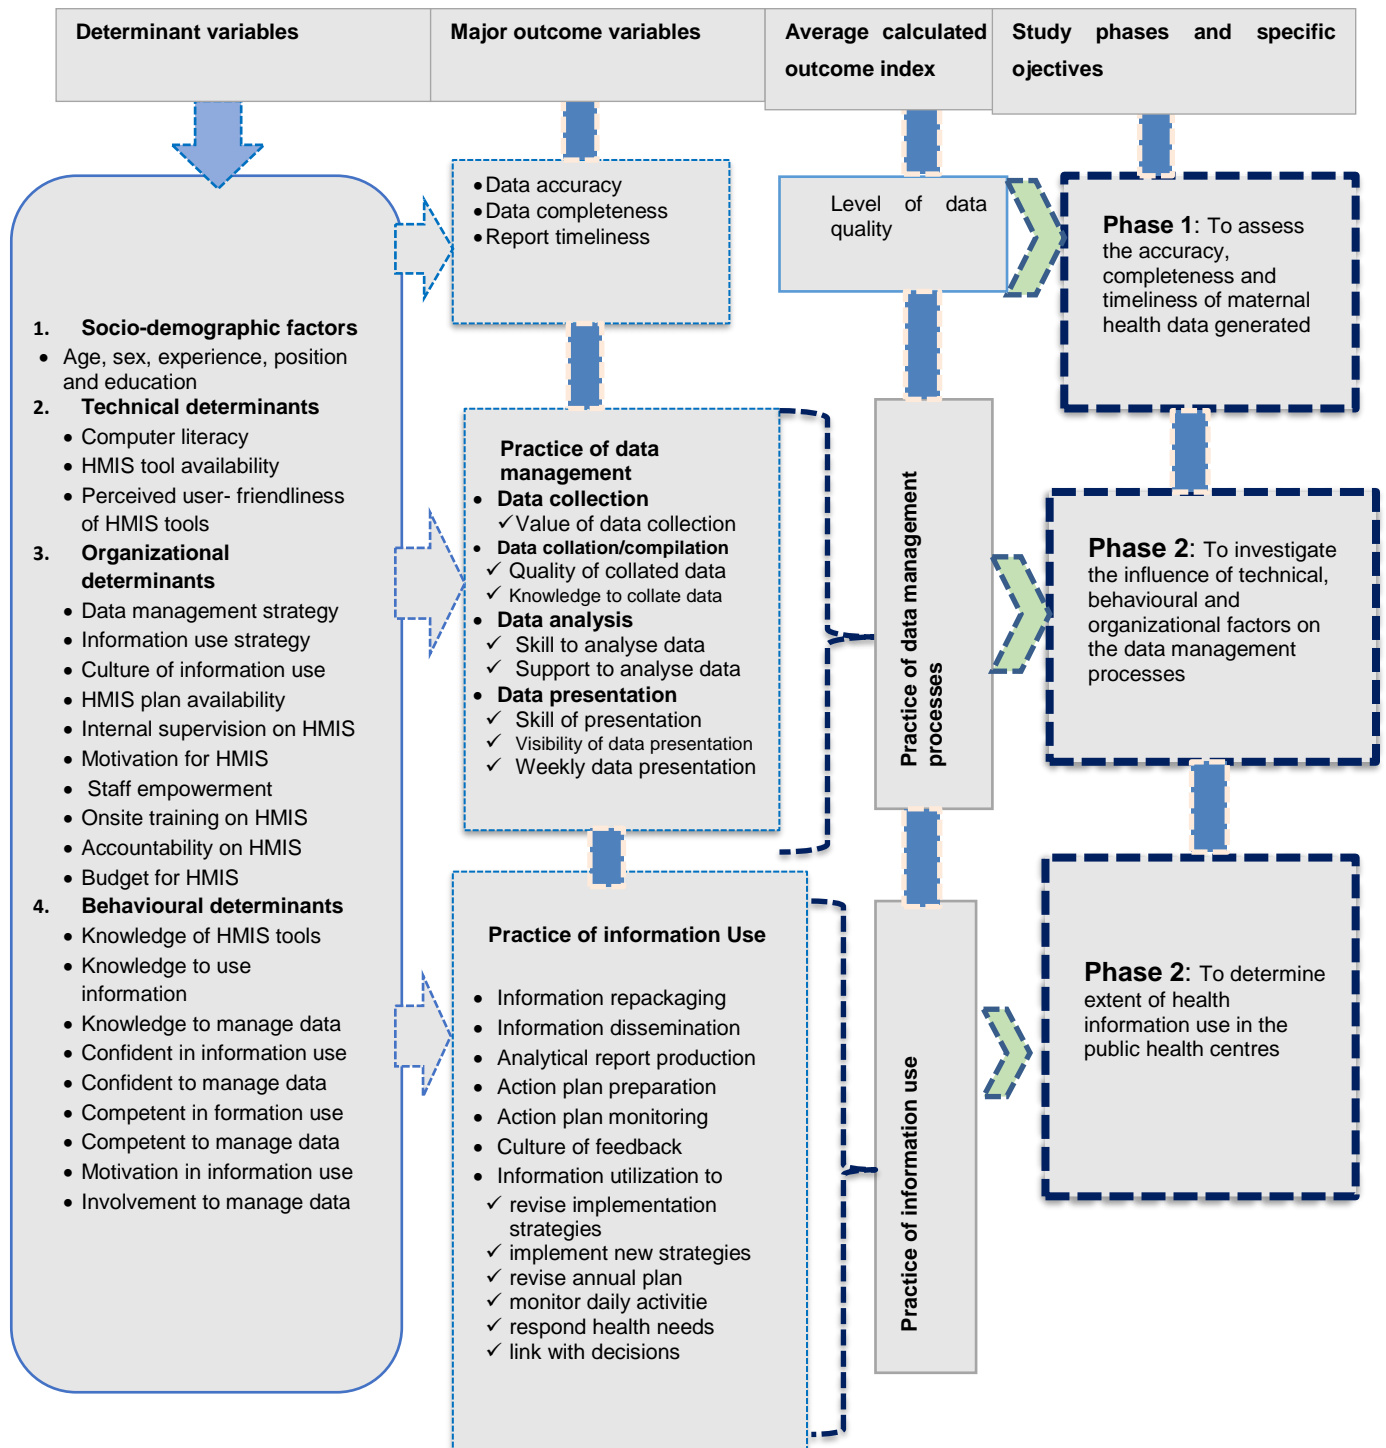 Determinant variables
Major outcome variables
Average calculated
outcome index
Study phases and specific
ojectives
1. Socio-demographic factors
• Age, sex, experience, position
and education
2. Technical determinants
• Computer literacy
• HMIS tool availability
• Perceived user- friendliness
of HMIS tools
3. Organizational
determinants
• Data management strategy
• Information use strategy
• Culture of information use
• HMIS plan availability
• Internal supervision on HMIS
• Motivation for HMIS
• Staff empowerment
• Onsite training on HMIS
• Accountability on HMIS
• Budget for HMIS
4. Behavioural determinants
• Knowledge of HMIS tools
• Knowledge to use
information
• Knowledge to manage data
• Confident in information use
• Confident to manage data
• Competent in formation use
• Competent to manage data
• Motivation in information use
• Involvement to manage data
• Data accuracy
• Data completeness
• Report timeliness
Practice of data
management
• Data collection
✓ Value of data collection
• Data collation/compilation
✓ Quality of collated data
✓ Knowledge to collate data
• Data analysis
✓ Skill to analyse data
✓ Support to analyse data
• Data presentation
✓ Skill of presentation
✓ Visibility of data presentation
✓ Weekly data presentation
Practice of information Use
• Information repackaging
• Information dissemination
• Analytical report production
• Action plan preparation
• Action plan monitoring
• Culture of feedback
• Information utilization to
✓ revise implementation
strategies
✓ implement new strategies
✓ revise annual plan
✓ monitor daily activitie
✓ respond health needs
✓ link with decisions
Level of data
quality
Practice of data management
processes
Practice of information use
Phase 1: To assess
the accuracy,
completeness and
timeliness of maternal
health data generated
Phase 2: To investigate
the influence of technical,
behavioural and
organizational factors on
the data management
processes
Phase 2: To determine
extent of health
information use in the
public health centres